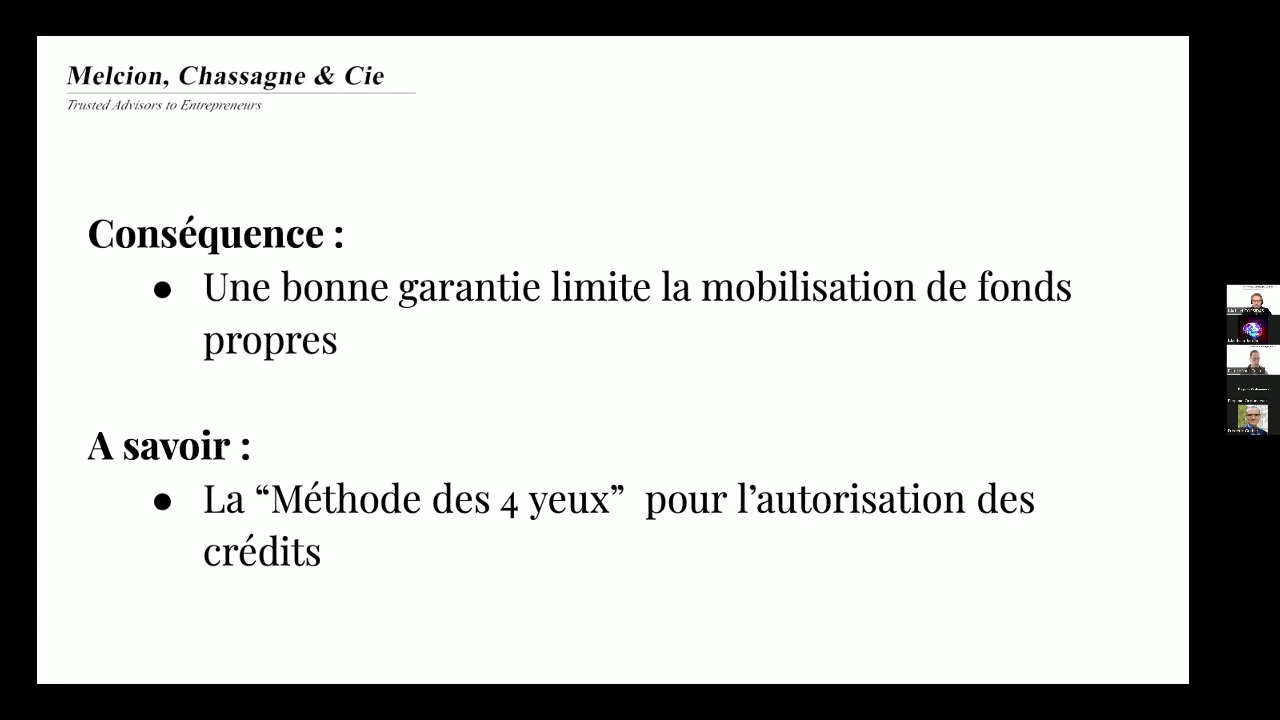 Melcion, Chassagne & Cie
Trusted Advisors to Entrepreneurs
Conséquence :
● Une bonne garantie limite la mobilisation de fonds
propres
A savoir :
● La “Méthode des 4 yeux”  pour l’autorisation des
crédits